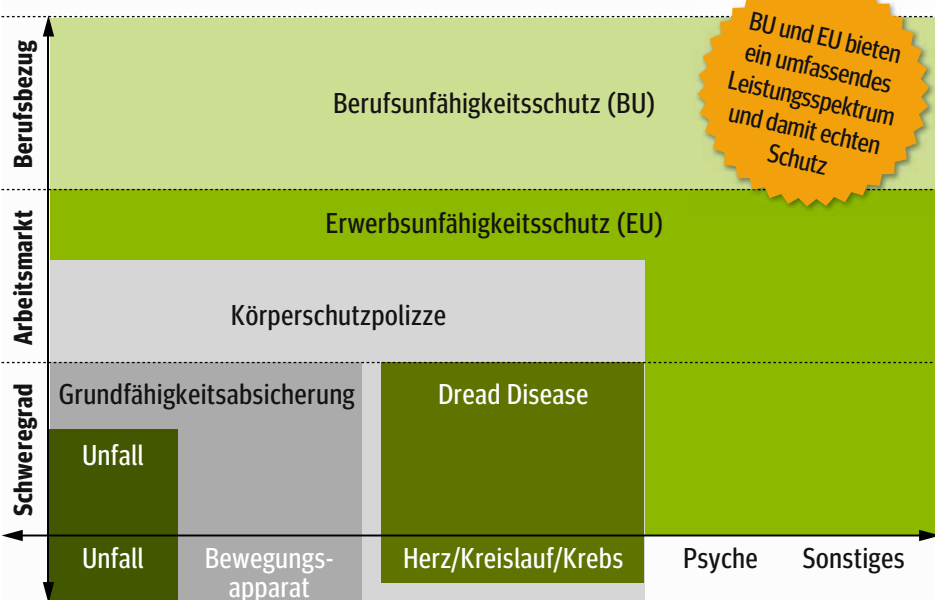 BU und EU bieten
ein umfassendes
Leistungsspektrum
und damit echten
Schutz
Berufsbezug
Berufsunfähigkeitsschutz (BU)
Arbeitsmarkt
Erwerbsunfähigkeitsschutz (EU)
Körperschutzpolizze
Schweregrad
Grundfähigkeitsabsicherung
Dread Disease
Unfall
Unfall
Bewegungs-
apparat
Herz/Kreislauf/Krebs
Psyche
Sonstiges